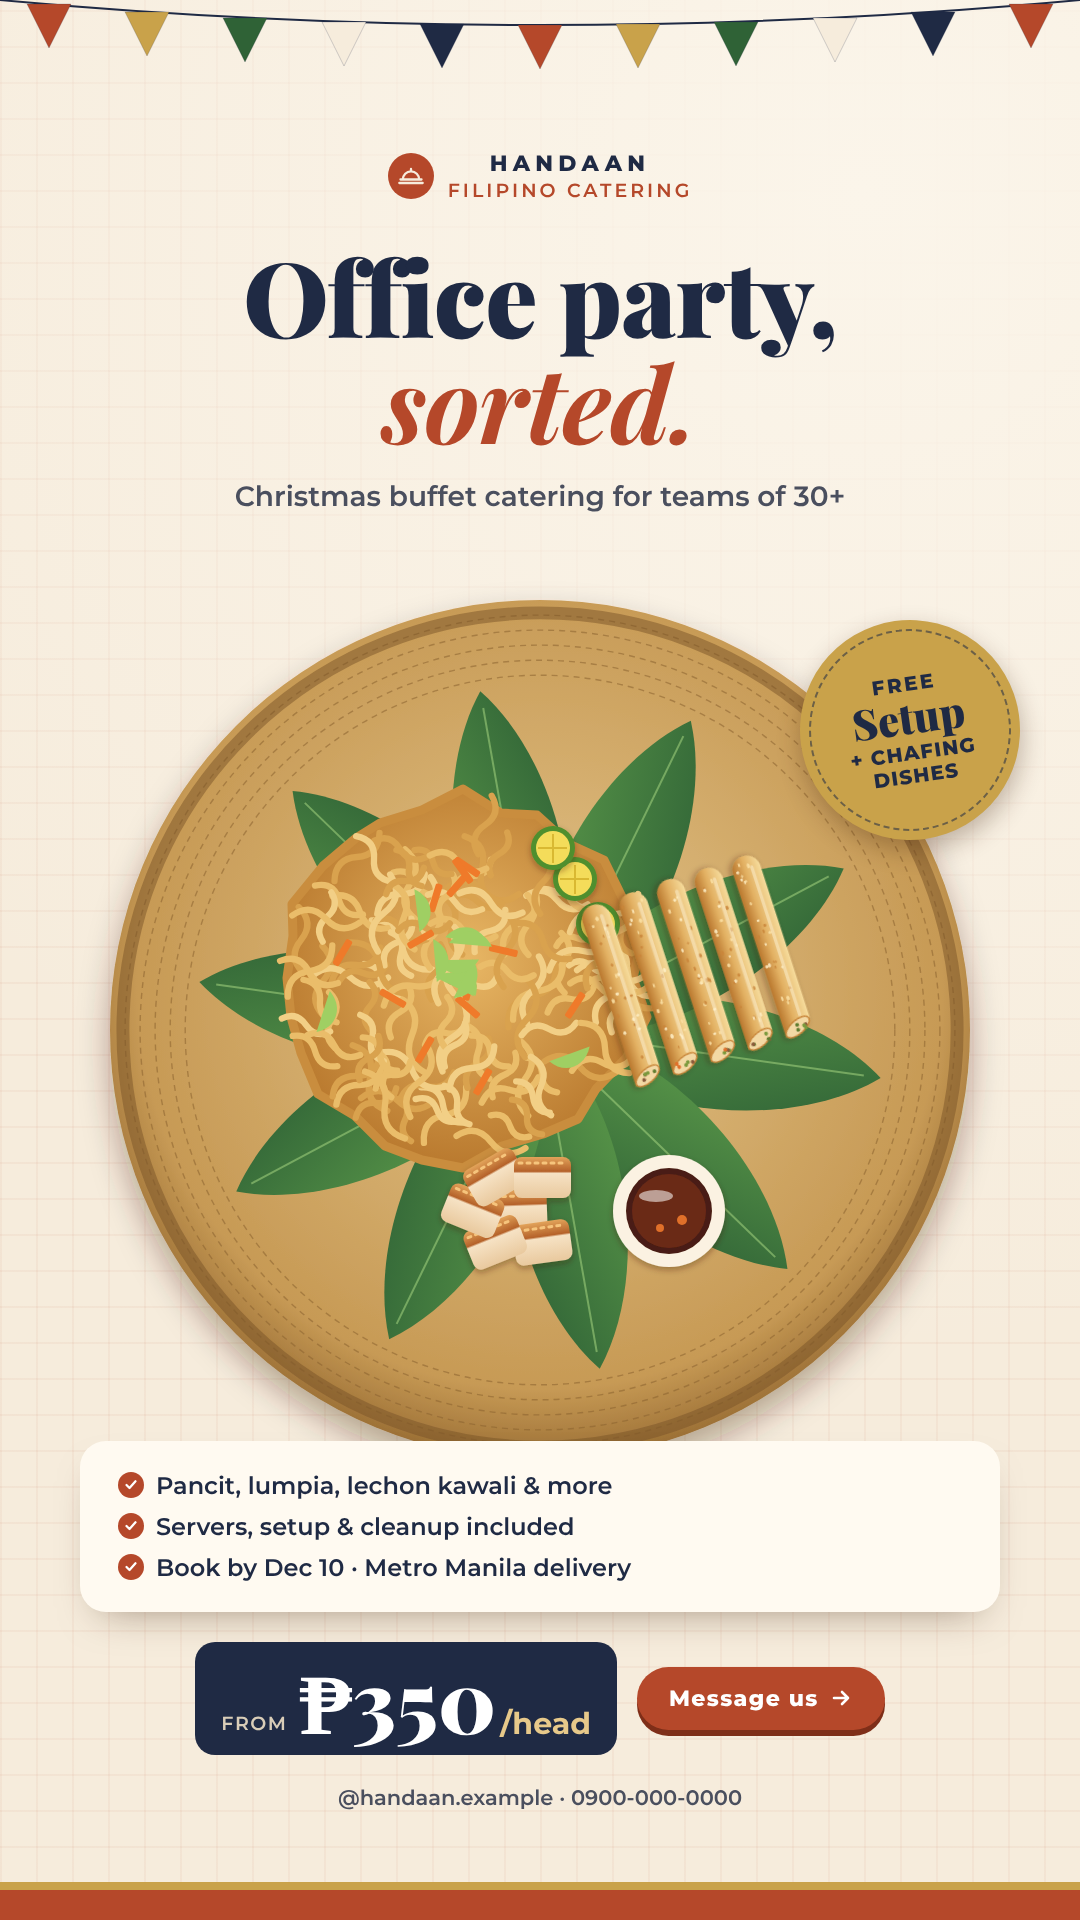 HANDAAN
FILIPINO CATERING
Office party,
sorted.
Christmas buffet catering for teams of 30+
FREE
Setup
+ CHAFING
DISHES
Pancit, lumpia, lechon kawali & more
Servers, setup & cleanup included
Book by Dec 10 · Metro Manila delivery
FROM ₱350/head
Message us →
@handaan.example · 0900-000-0000